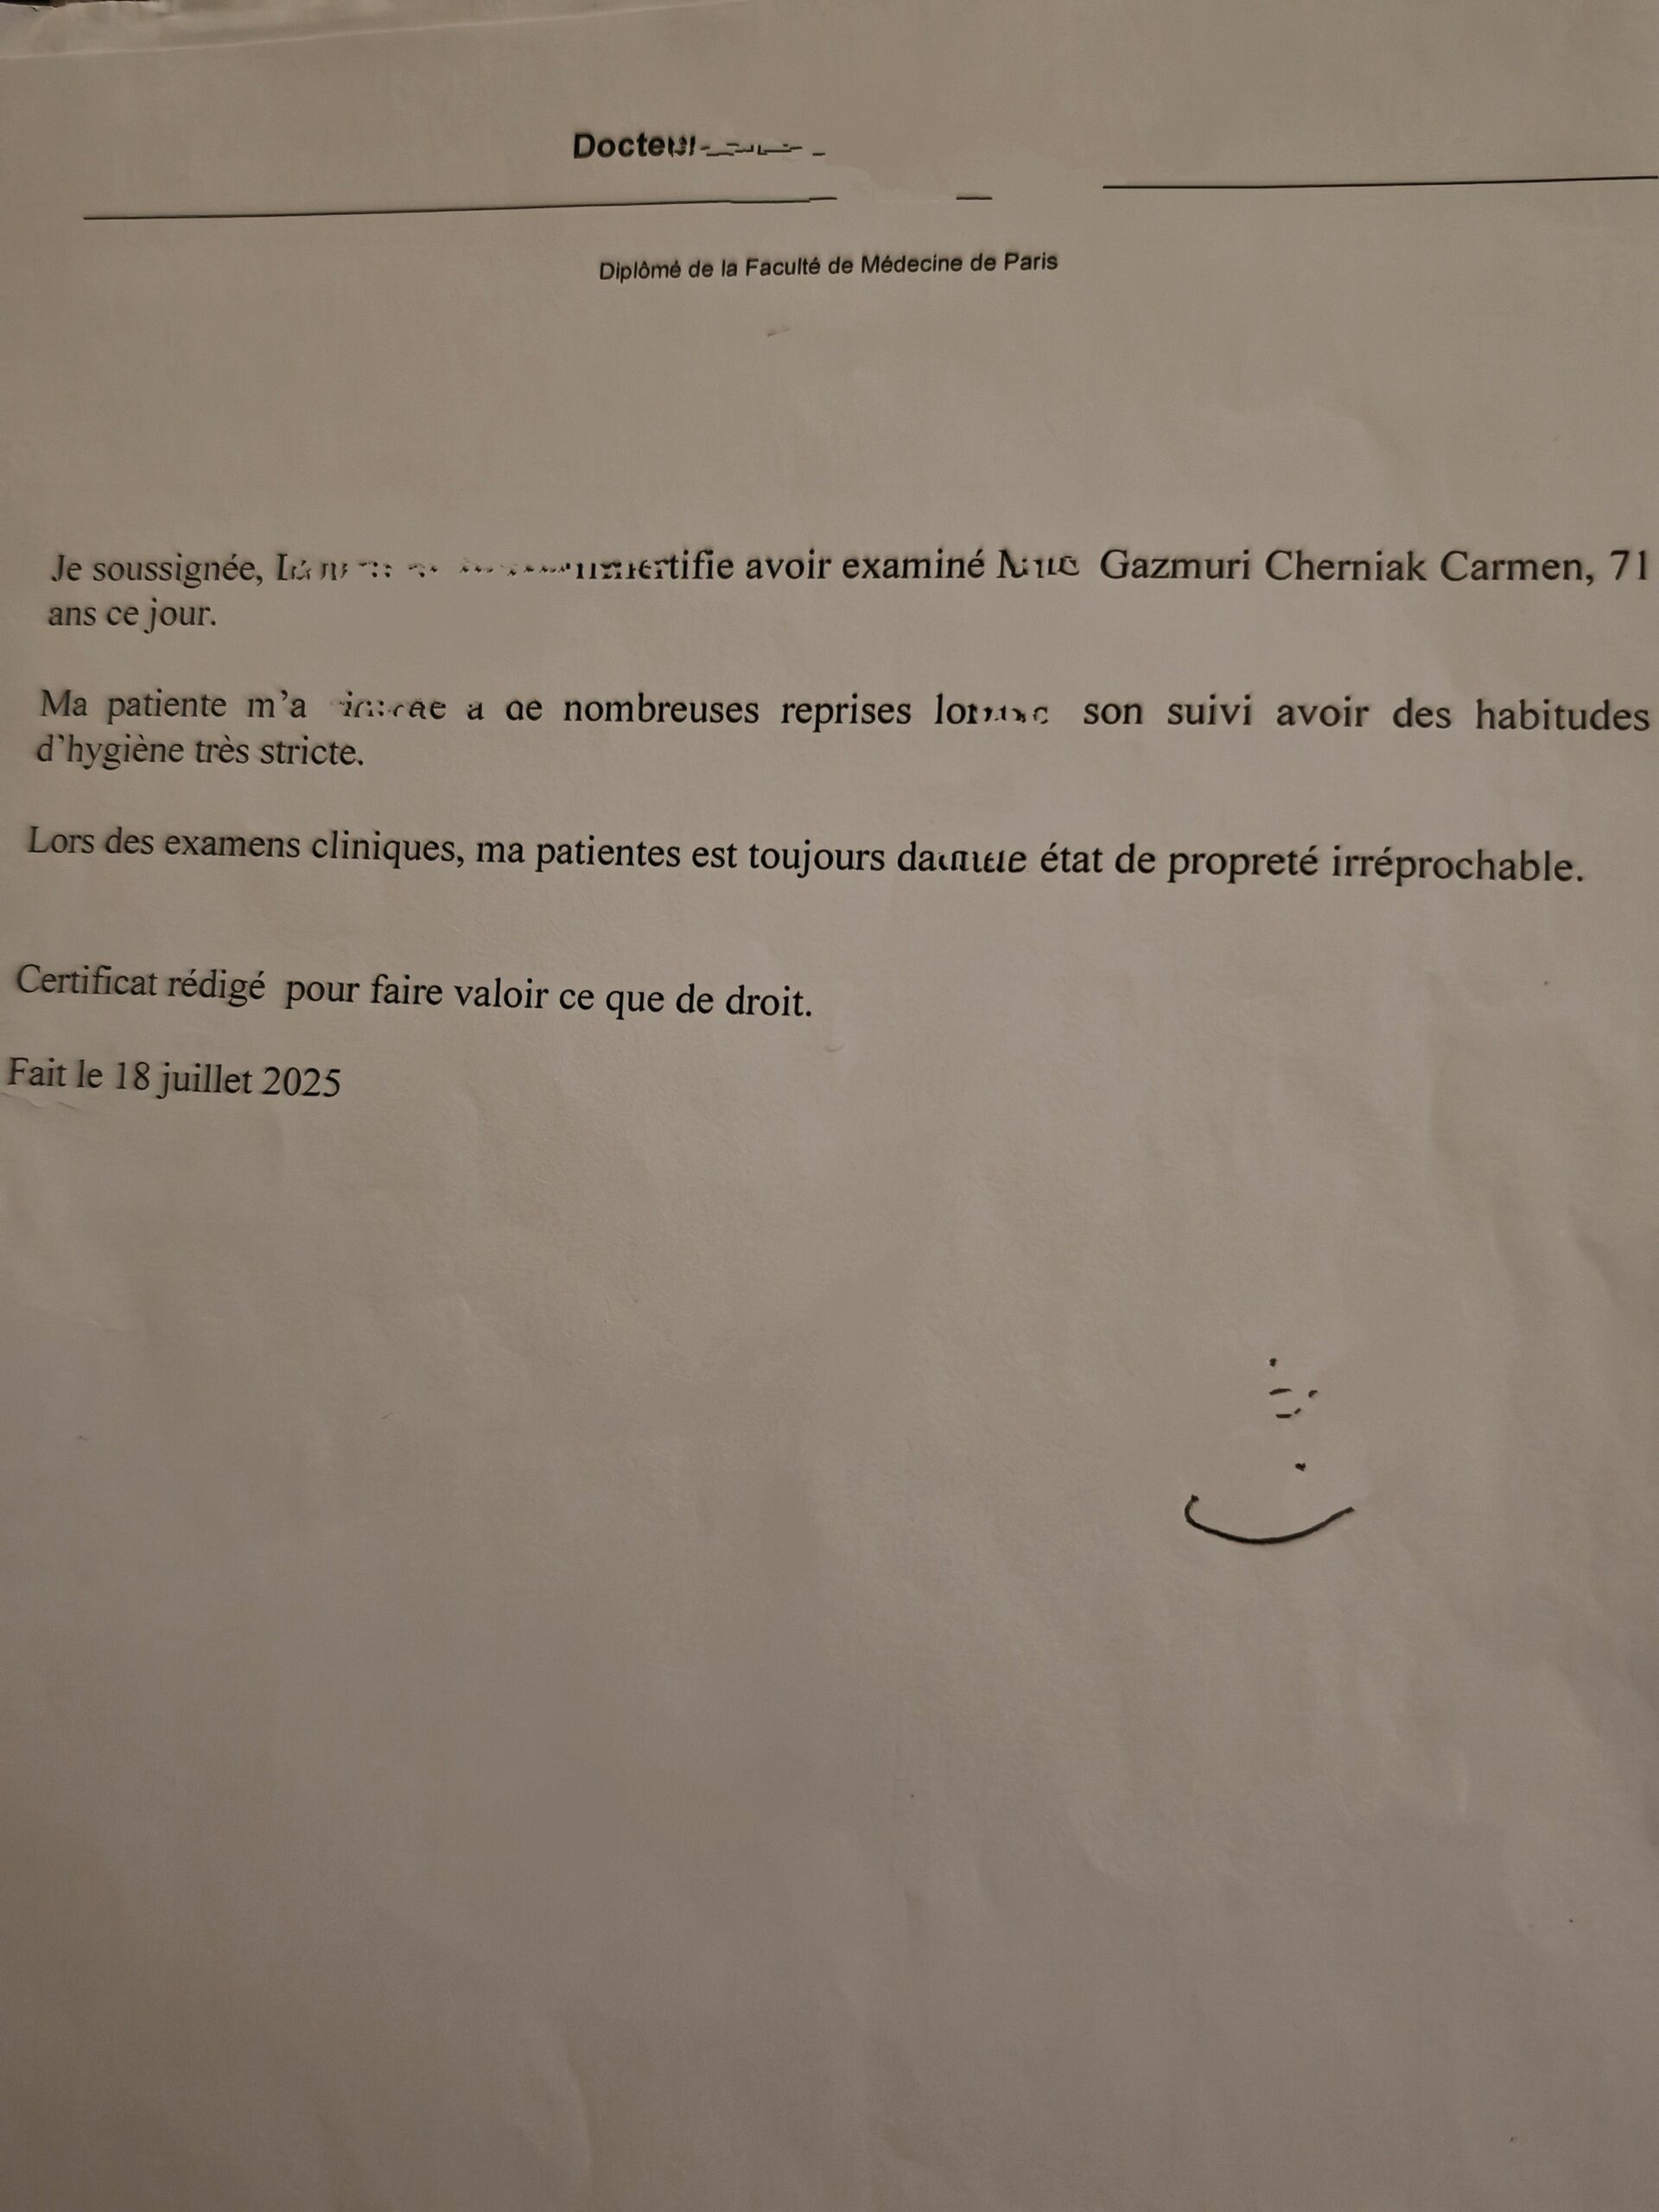 Docteur
Diplômé de la Faculté de Médecine de Paris
Je soussignée, certifie avoir examiné Gazmuri Cherniak Carmen, 71
ans ce jour.
Ma patiente m'a de nombreuses reprises son suivi avoir des habitudes
d'hygiène très stricte.
Lors des examens cliniques, ma patientes est toujours état de propreté irréprochable.
Certificat rédigé pour faire valoir ce que de droit.
Fait le 18 juillet 2025